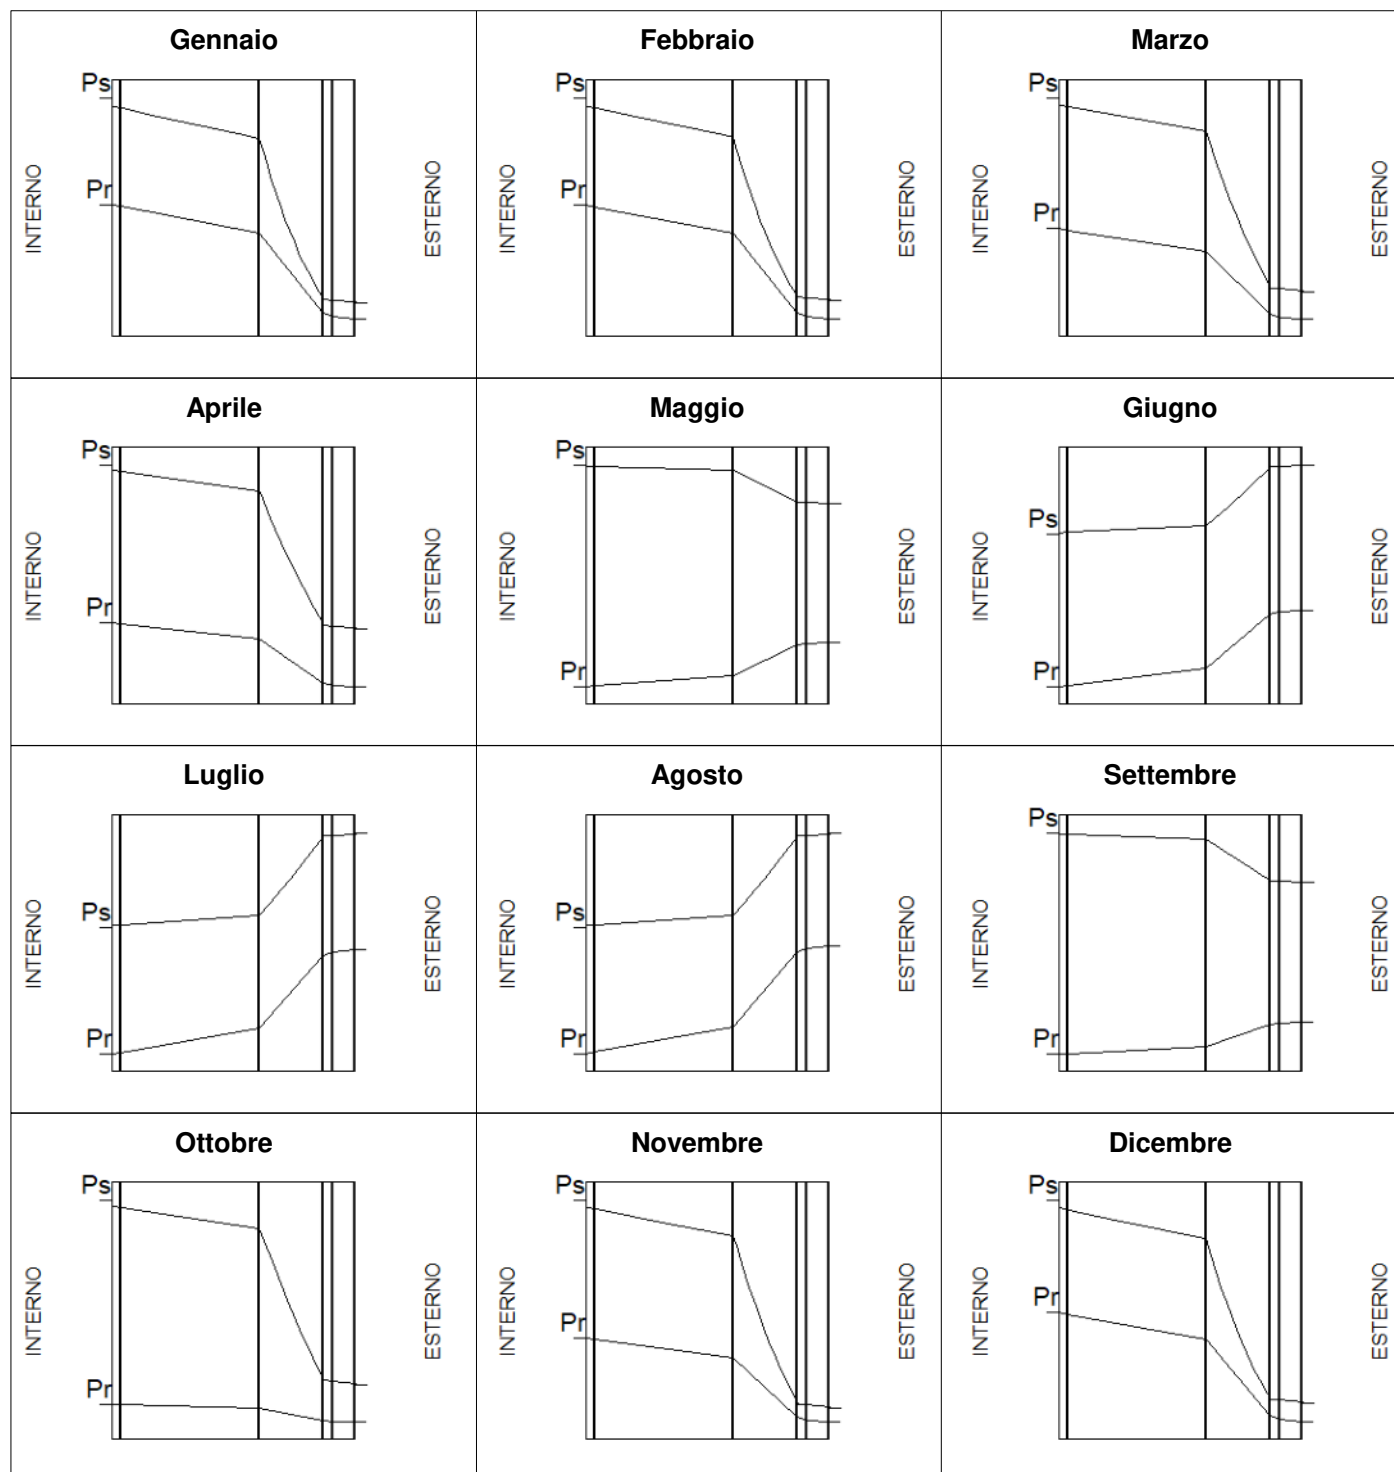 Gennaio
Ps
Pr
INTERNO
ESTERNO
Febbraio
Ps
Pr
INTERNO
ESTERNO
Marzo
Ps
Pr
INTERNO
ESTERNO
Aprile
Ps
Pr
INTERNO
ESTERNO
Maggio
Ps
Pr
INTERNO
ESTERNO
Giugno
Ps
Pr
INTERNO
ESTERNO
Luglio
Ps
Pr
INTERNO
ESTERNO
Agosto
Ps
Pr
INTERNO
ESTERNO
Settembre
Ps
Pr
INTERNO
ESTERNO
Ottobre
Ps
Pr
INTERNO
ESTERNO
Novembre
Ps
Pr
INTERNO
ESTERNO
Dicembre
Ps
Pr
INTERNO
ESTERNO